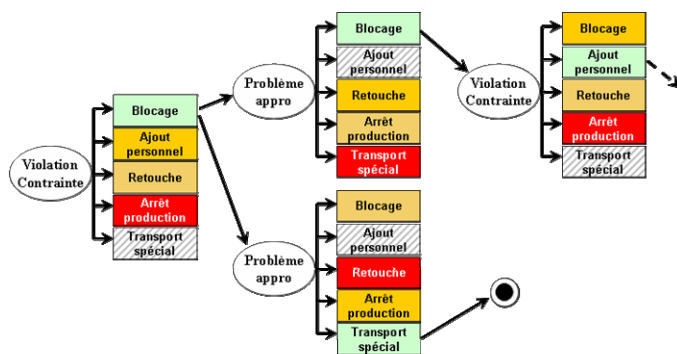 Violation
Contrainte
Blocage
Ajout
personnel
Retouche
Arrêt
production
Transport
spécial
Problème
appro
Blocage
Ajout
personnel
Retouche
Arrêt
production
Transport
spécial
Violation
Contrainte
Blocage
Ajout
personnel
Retouche
Arrêt
production
Transport
spécial
Problème
appro
Blocage
Ajout
personnel
Retouche
Arrêt
production
Transport
spécial